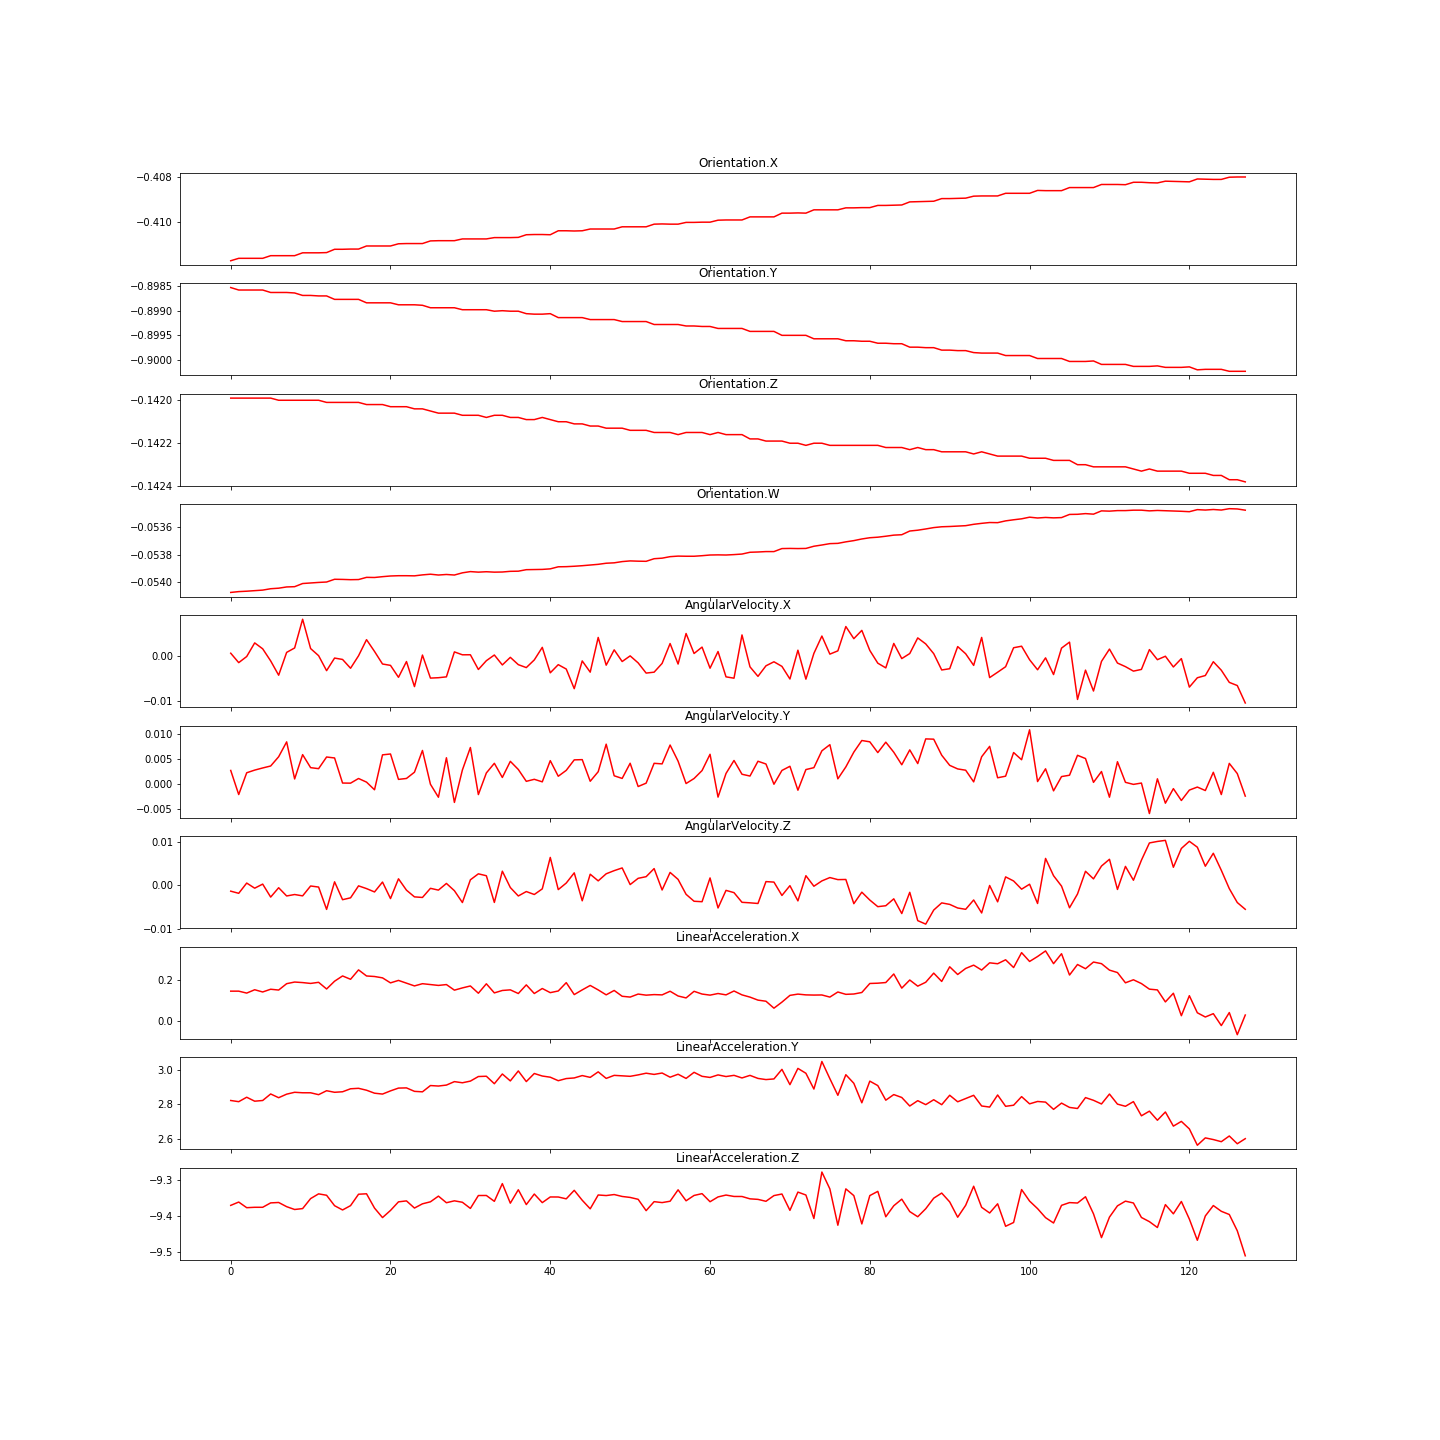 Orientation.X
−0.408
−0.410
Orientation.Y
−0.8985
−0.8990
−0.8995
−0.9000
Orientation.Z
−0.1420
−0.1422
−0.1424
Orientation.W
−0.0536
−0.0538
−0.0540
AngularVelocity.X
0.00
−0.01
AngularVelocity.Y
0.010
0.005
0.000
−0.005
AngularVelocity.Z
0.01
0.00
−0.01
LinearAcceleration.X
0.2
0.0
LinearAcceleration.Y
3.0
2.8
2.6
LinearAcceleration.Z
−9.3
−9.4
−9.5
0 20 40 60 80 100 120